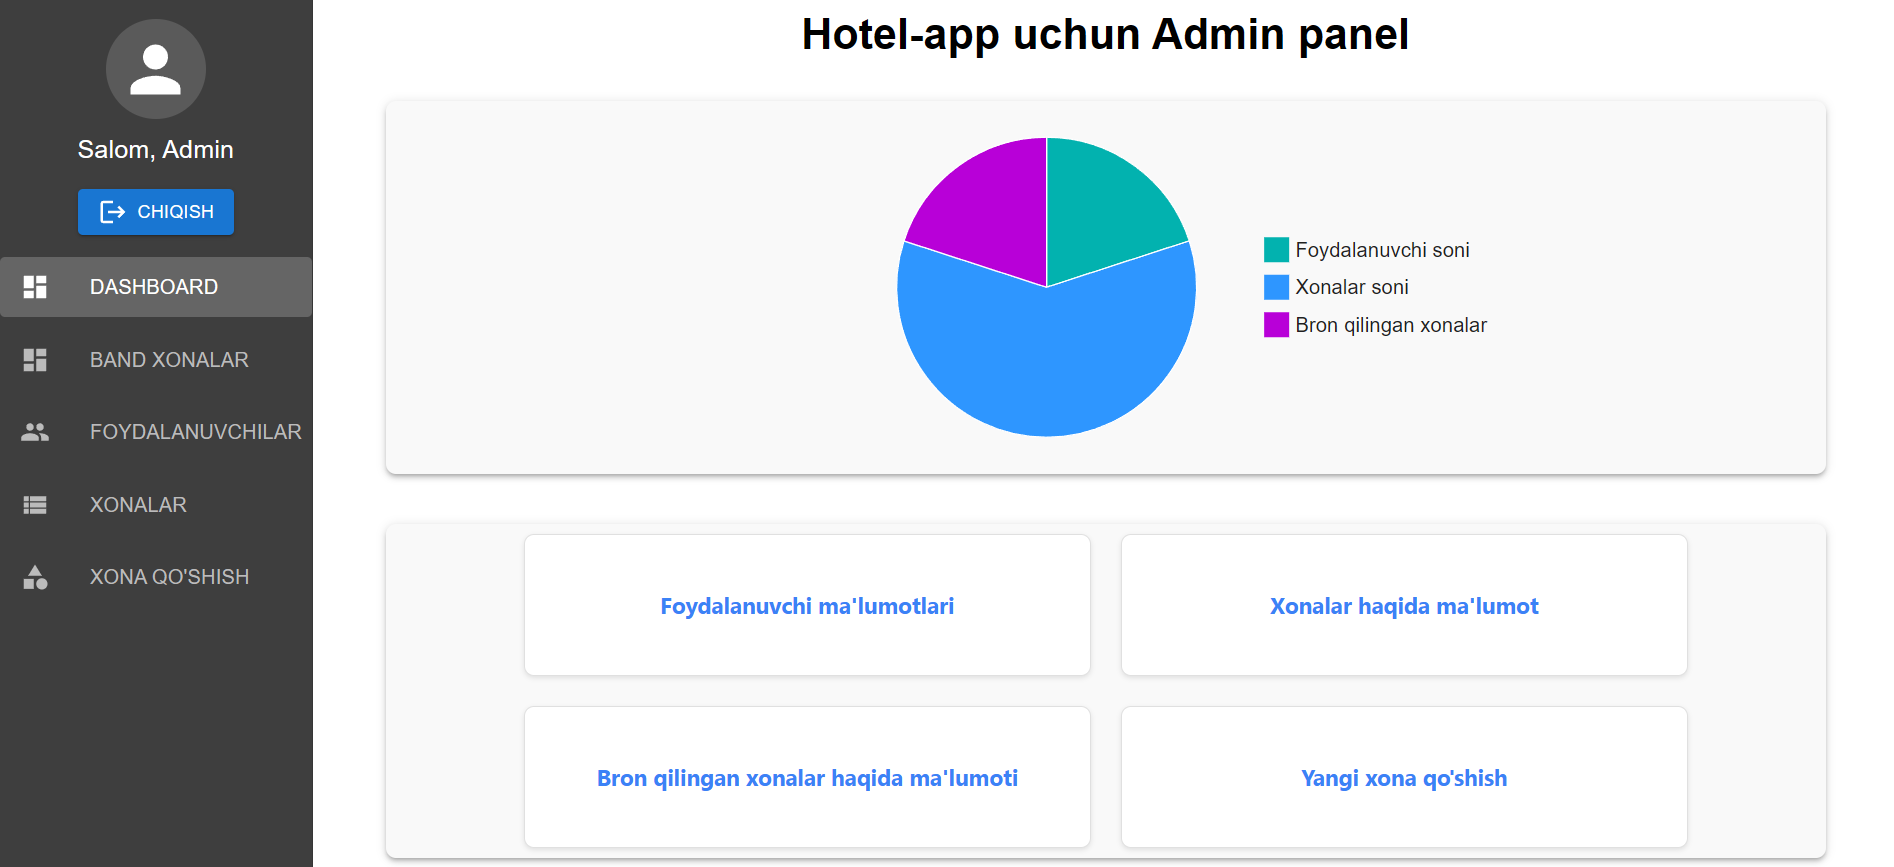 Salom, Admin
CHIQISH
DASHBOARD
BAND XONALAR
FOYDALANUVCHILAR
XONALAR
XONA QO'SHISH
Hotel-app uchun Admin panel
Foydalanuvchi soni
Xonalar soni
Bron qilingan xonalar
Foydalanuvchi ma'lumotlari
Xonalar haqida ma'lumot
Bron qilingan xonalar haqida ma'lumoti
Yangi xona qo'shish